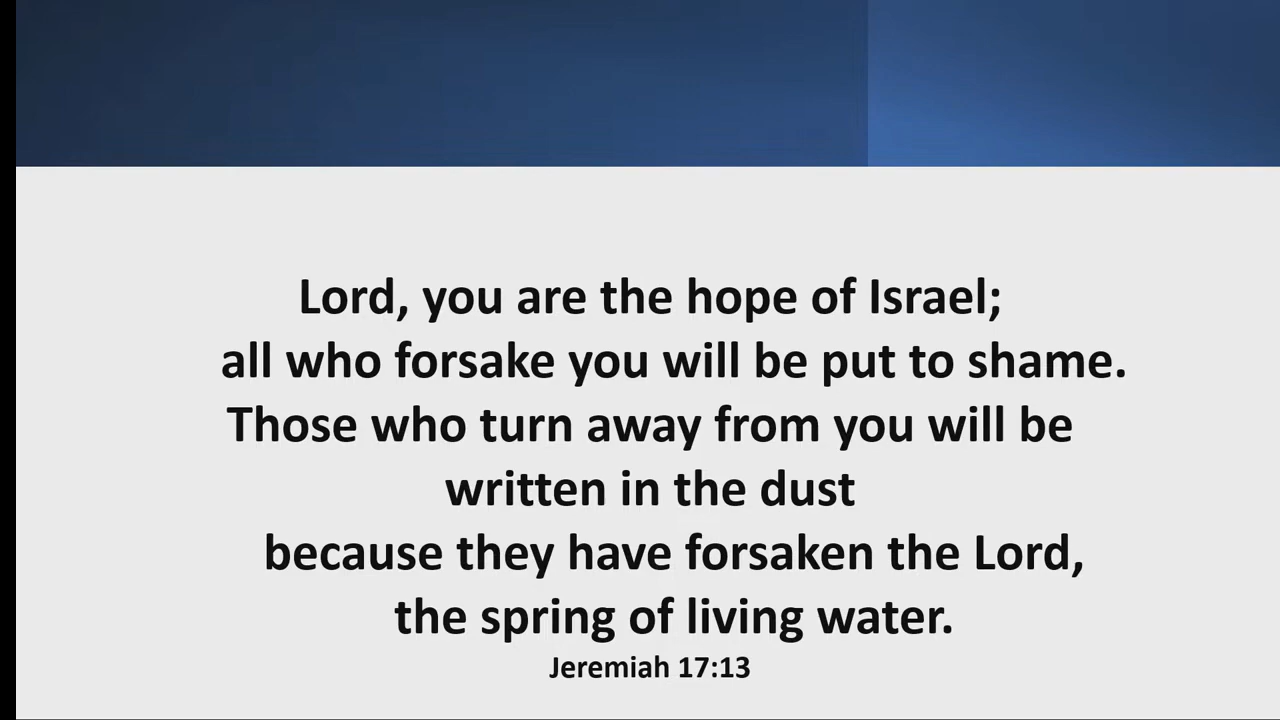 Lord, you are the hope of Israel;
all who forsake you will be put to shame.
Those who turn away from you will be
written in the dust
because they have forsaken the Lord,
the spring of living water.
Jeremiah 17:13